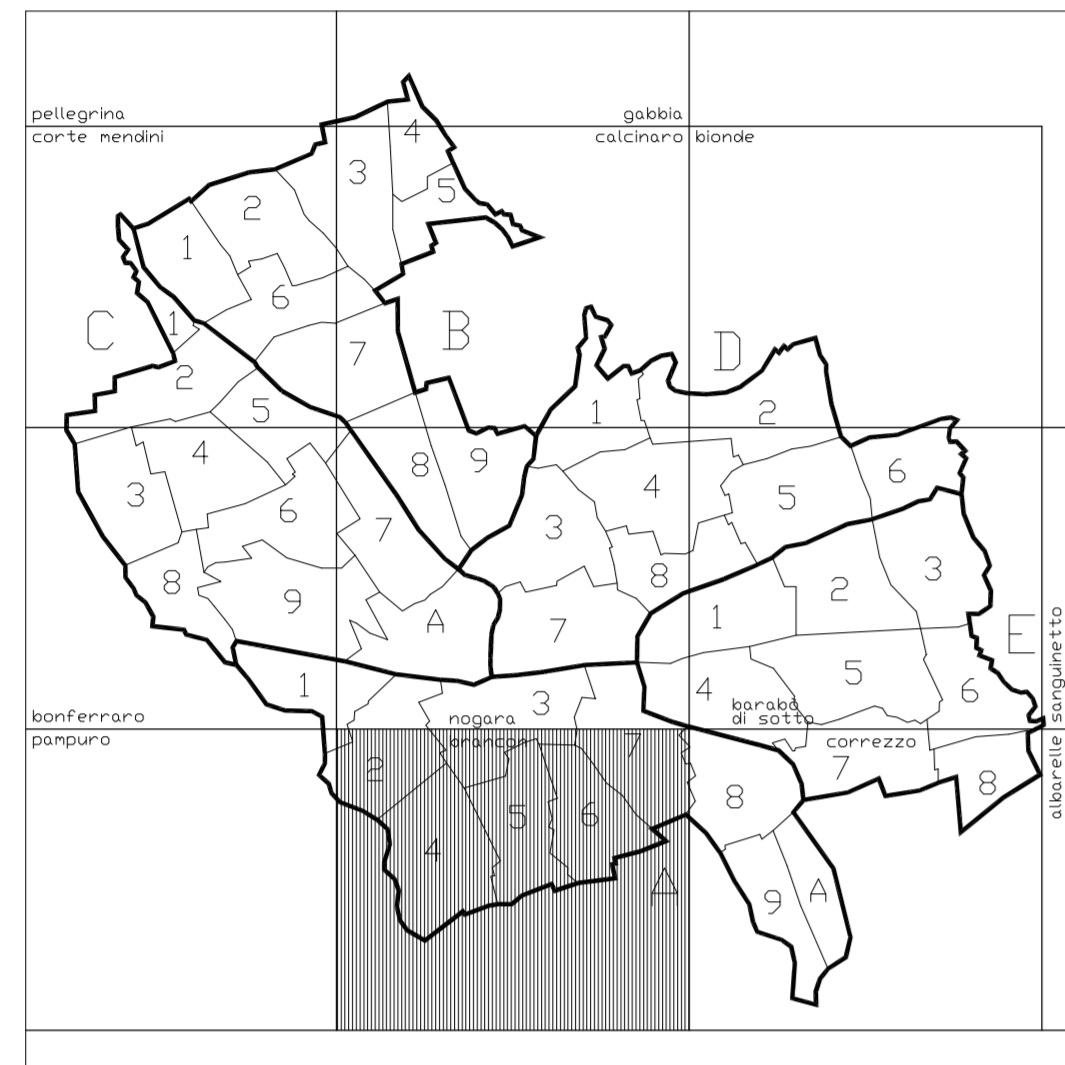 pellegrina gabbia
corte mendini calcinaro bionde
4
3
5
2
1
6
C 1 B
7 D
2
5 1 2
4 8 9 6
3 4 5
6 7 3
8 8 3
9 2
A 7 1
E
1 3 4 5 6
bonferraro nogara barabò
di sotto
pampuro brancon correzzo
albarelle sanguinetto
2 7 7 8
5 6 8
4
A 9 A